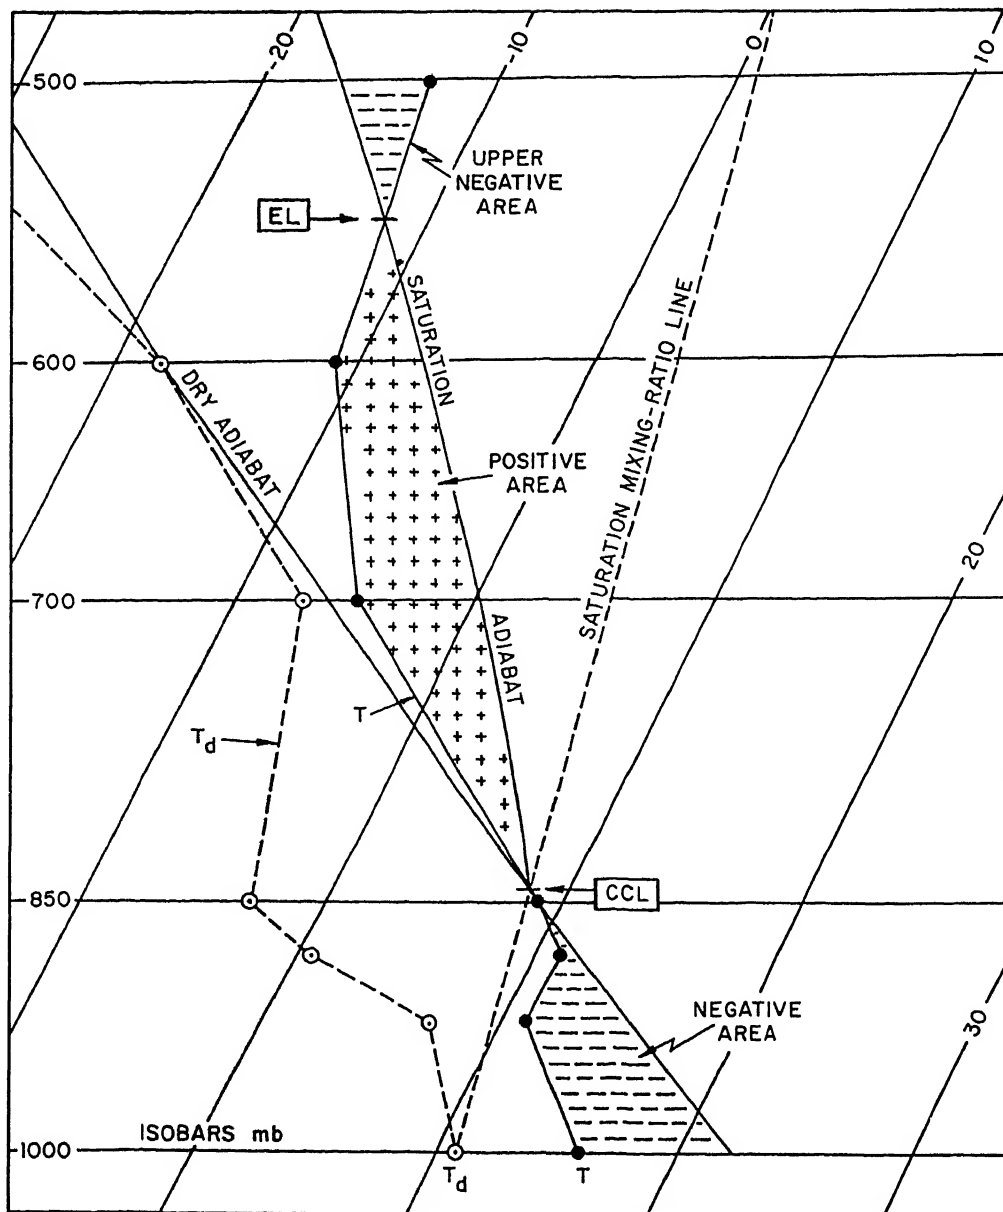 -20
-10
0
10
500
UPPER
NEGATIVE
AREA
EL
SATURATION
600
DRY ADIABAT
POSITIVE
AREA
SATURATION MIXING-RATIO LINE
20
700
ADIABAT
T
Td
CCL
850
NEGATIVE
AREA
30
ISOBARS mb
1000
Td
T